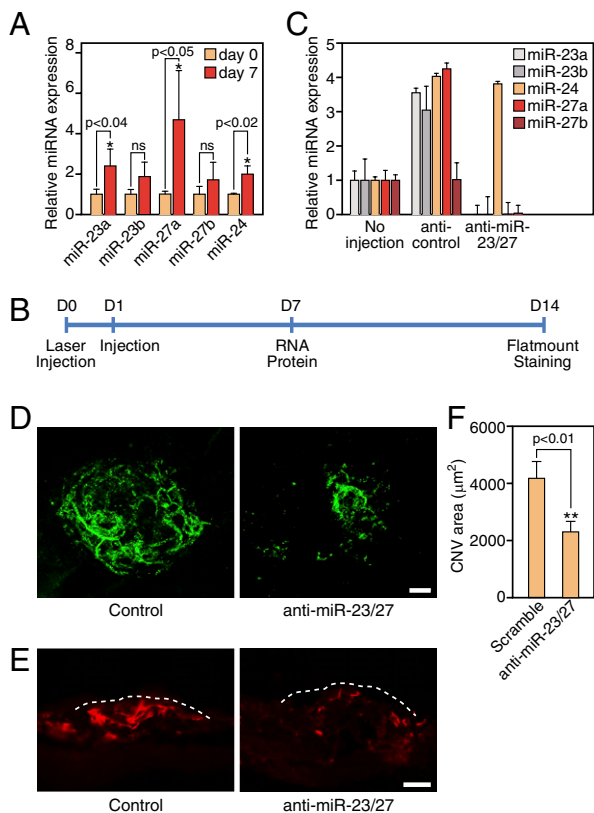 A
Relative miRNA expression
8
6
4
2
0
day 0
day 7
p<0.04
*
ns
p<0.05
*
ns
p<0.02
*
miR-23a
miR-23b
miR-27a
miR-27b
miR-24
C
Relative miRNA expression
5
4
3
2
1
0
miR-23a
miR-23b
miR-24
miR-27a
miR-27b
No
injection
anti-
control
anti-miR-
23/27
B
D0
D1
D7
D14
Laser
Injection
Injection
RNA
Protein
Flatmount
Staining
D
Control
anti-miR-23/27
E
Control
anti-miR-23/27
F
CNV area (μm²)
6000
4000
2000
0
p<0.01
**
Scramble
anti-miR-23/27